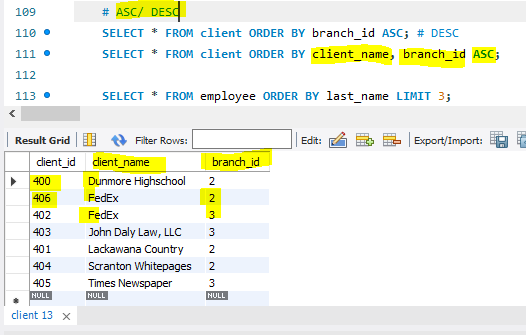 109 # ASC/ DESC
110 SELECT * FROM client ORDER BY branch_id ASC; # DESC
111 SELECT * FROM client ORDER BY client_name, branch_id ASC;
112
113 SELECT * FROM employee ORDER BY last_name LIMIT 3;
Result Grid Filter Rows: Edit: Export/Import:
client_id client_name branch_id
400 Dunmore Highschool 2
406 FedEx 2
402 FedEx 3
403 John Daly Law, LLC 3
401 Lackawana Country 2
404 Scranton Whitepages 2
405 Times Newspaper 3
NULL NULL NULL
client 13